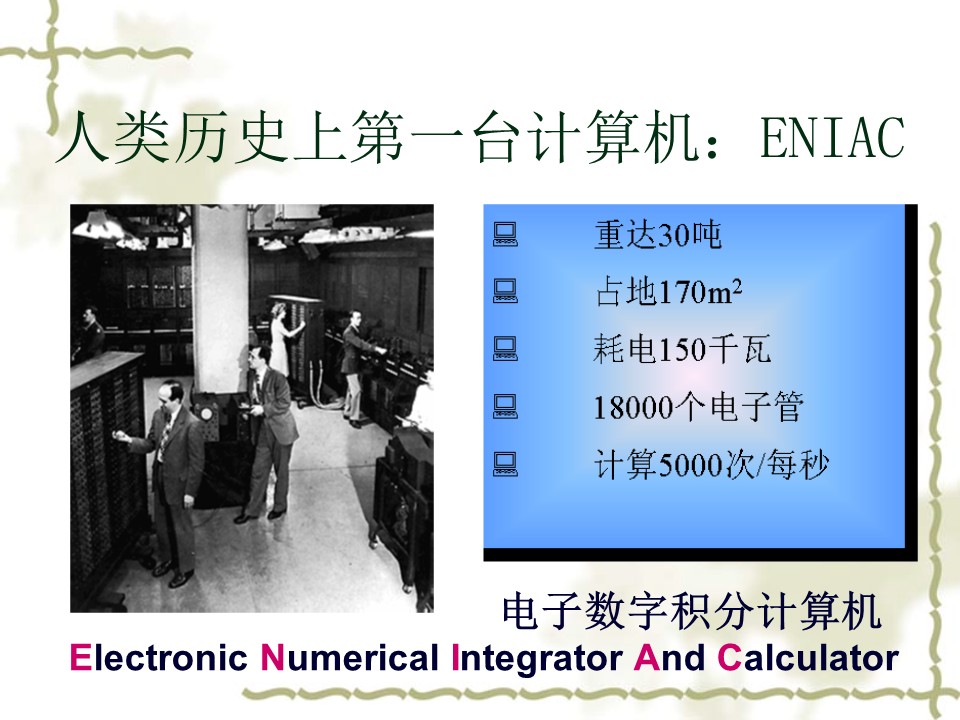 人类历史上第一台计算机：ENIAC
重达30吨
占地170m²
耗电150千瓦
18000个电子管
计算5000次/每秒
电子数字积分计算机
Electronic Numerical Integrator And Calculator